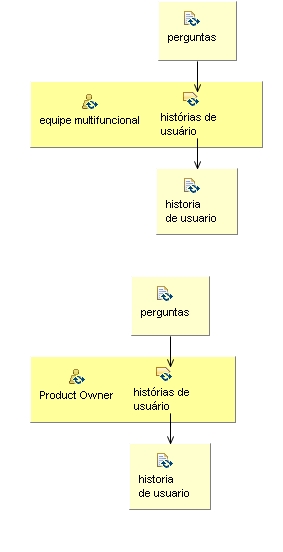 perguntas
equipe multifuncional
histórias de
usuário
historia
de usuario
perguntas
Product Owner
histórias de
usuário
historia
de usuario